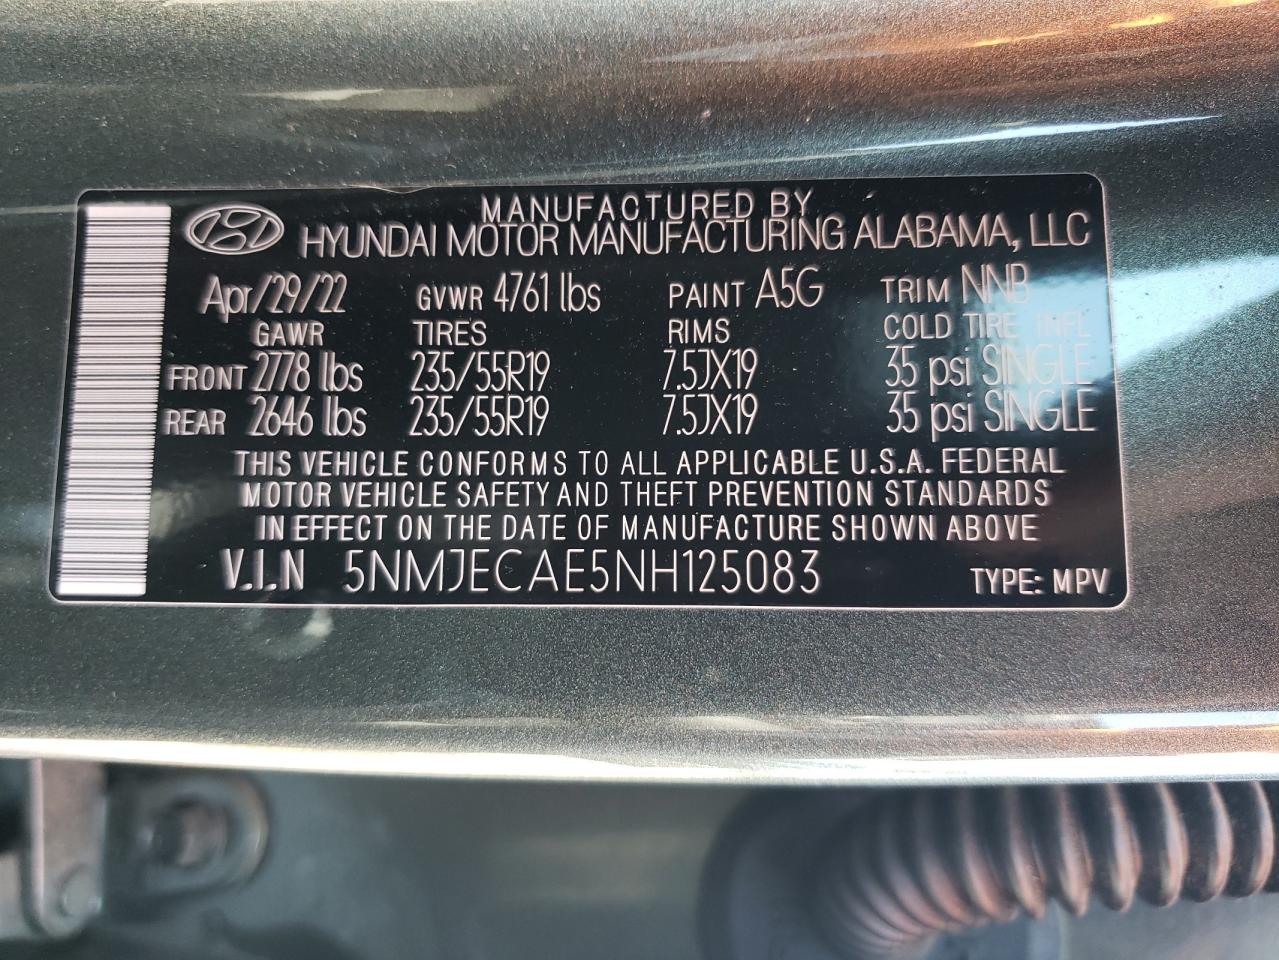 MANUFACTURED BY
HYUNDAI MOTOR MANUFACTURING ALABAMA, LLC
Apr/29/22 GVWR 4761 lbs PAINT A5G TRIM NNB
GAWR TIRES RIMS COLD TIRE INFL
FRONT 2778 lbs 235/55R19 7.5JX19 35 psi SINGLE
REAR 2646 lbs 235/55R19 7.5JX19 35 psi SINGLE
THIS VEHICLE CONFORMS TO ALL APPLICABLE U.S.A. FEDERAL
MOTOR VEHICLE SAFETY AND THEFT PREVENTION STANDARDS
IN EFFECT ON THE DATE OF MANUFACTURE SHOWN ABOVE
V.I.N 5NMJECAE5NH125083 TYPE: MPV